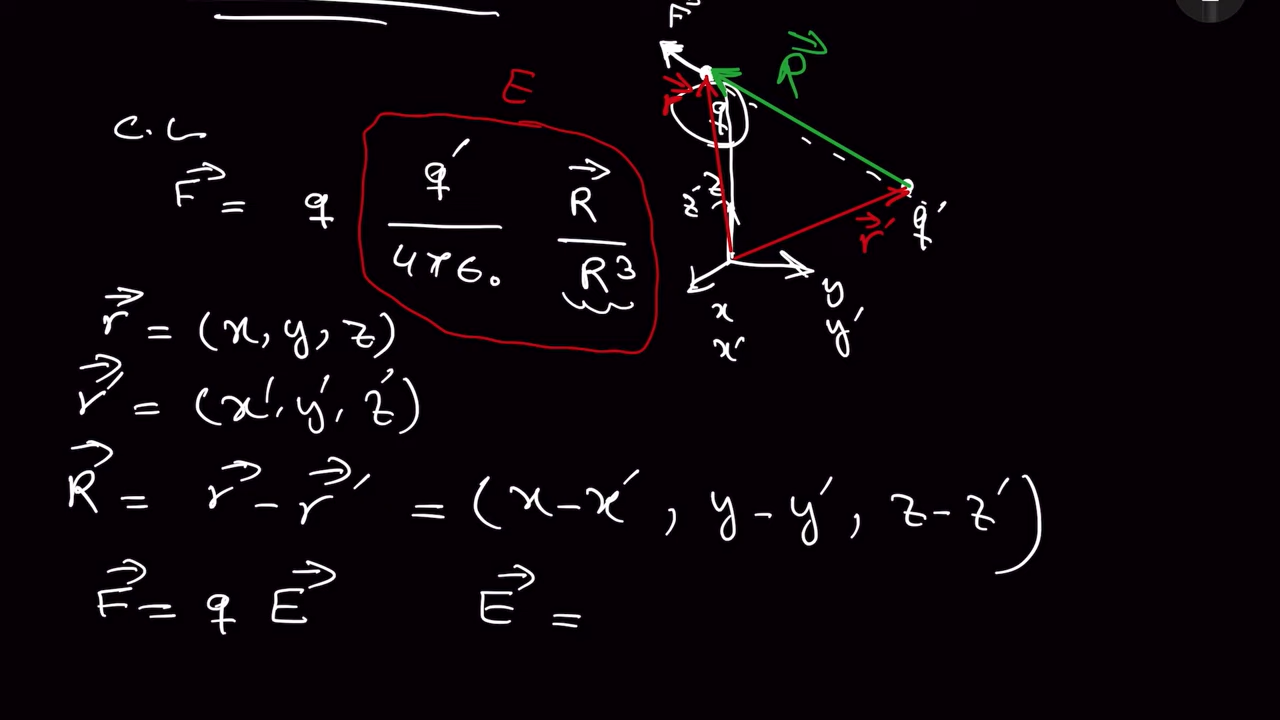 E
C.L
F⃗ = q q′/4πϵ₀ R⃗/R³
r⃗ = (x, y, z)
r⃗′ = (x′, y′, z′)
R⃗ = r⃗ - r⃗′ = (x-x′, y-y′, z-z′)
F⃗ = q E⃗ E⃗ =
F⃗
R⃗
r⃗
q
z′ z
r⃗′
q′
x
x′
y
y′